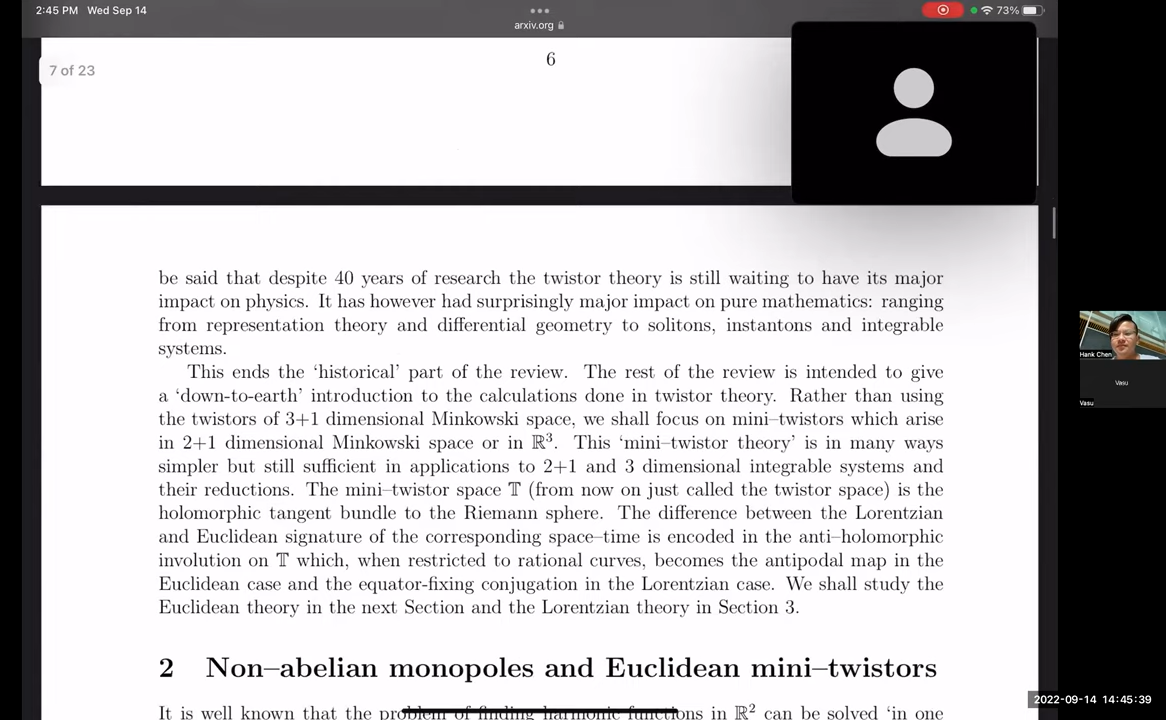 2:45 PM Wed Sep 14
73%
arxiv.org
7 of 23
6
be said that despite 40 years of research the twistor theory is still waiting to have its major
impact on physics. It has however had surprisingly major impact on pure mathematics: ranging
from representation theory and differential geometry to solitons, instantons and integrable
systems.
This ends the ‘historical’ part of the review. The rest of the review is intended to give
a ‘down-to-earth’ introduction to the calculations done in twistor theory. Rather than using
the twistors of 3+1 dimensional Minkowski space, we shall focus on mini–twistors which arise
in 2+1 dimensional Minkowski space or in ℝ³. This ‘mini–twistor theory’ is in many ways
simpler but still sufficient in applications to 2+1 and 3 dimensional integrable systems and
their reductions. The mini–twistor space 𝕋 (from now on just called the twistor space) is the
holomorphic tangent bundle to the Riemann sphere. The difference between the Lorentzian
and Euclidean signature of the corresponding space–time is encoded in the anti–holomorphic
involution on 𝕋 which, when restricted to rational curves, becomes the antipodal map in the
Euclidean case and the equator-fixing conjugation in the Lorentzian case. We shall study the
Euclidean theory in the next Section and the Lorentzian theory in Section 3.
2 Non–abelian monopoles and Euclidean mini–twistors
It is well known that the problem of finding harmonic functions in ℝ² can be solved ‘in one
Hank Chen
Vasu
Vasu
2022-09-14 14:45:39